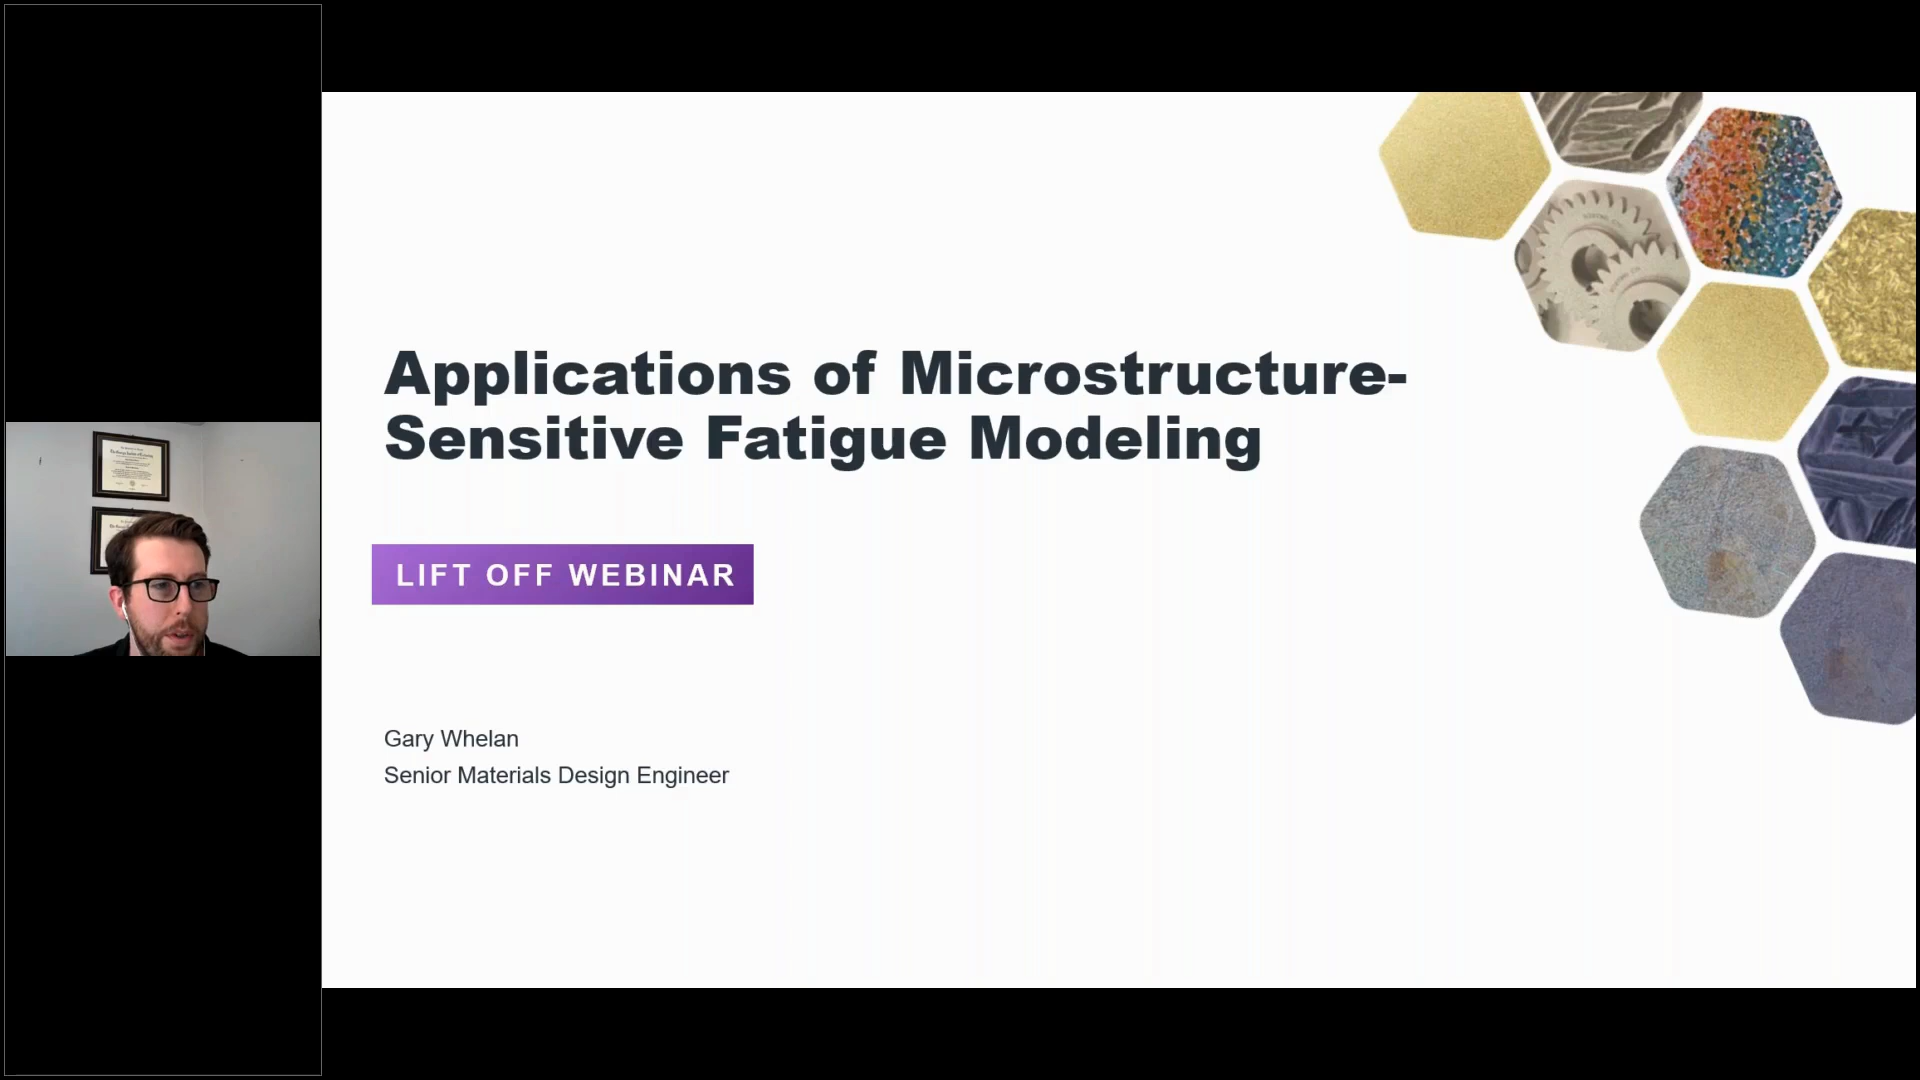 Applications of Microstructure-
Sensitive Fatigue Modeling
LIFT OFF WEBINAR
Gary Whelan
Senior Materials Design Engineer